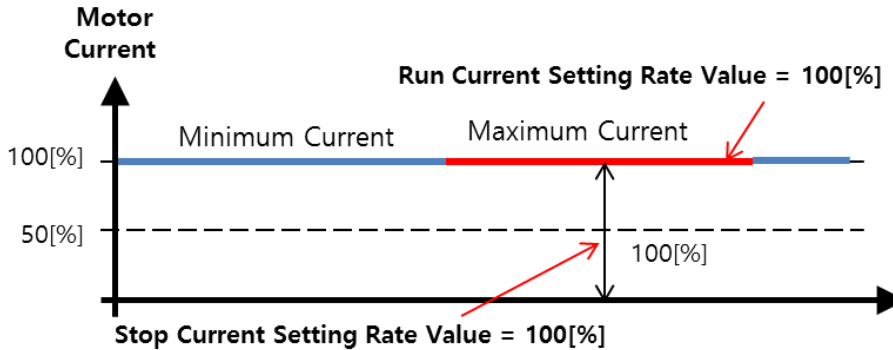 Motor
Current
Run Current Setting Rate Value = 100[%]
Minimum Current
Maximum Current
100[%]
50[%]
100[%]
Stop Current Setting Rate Value = 100[%]